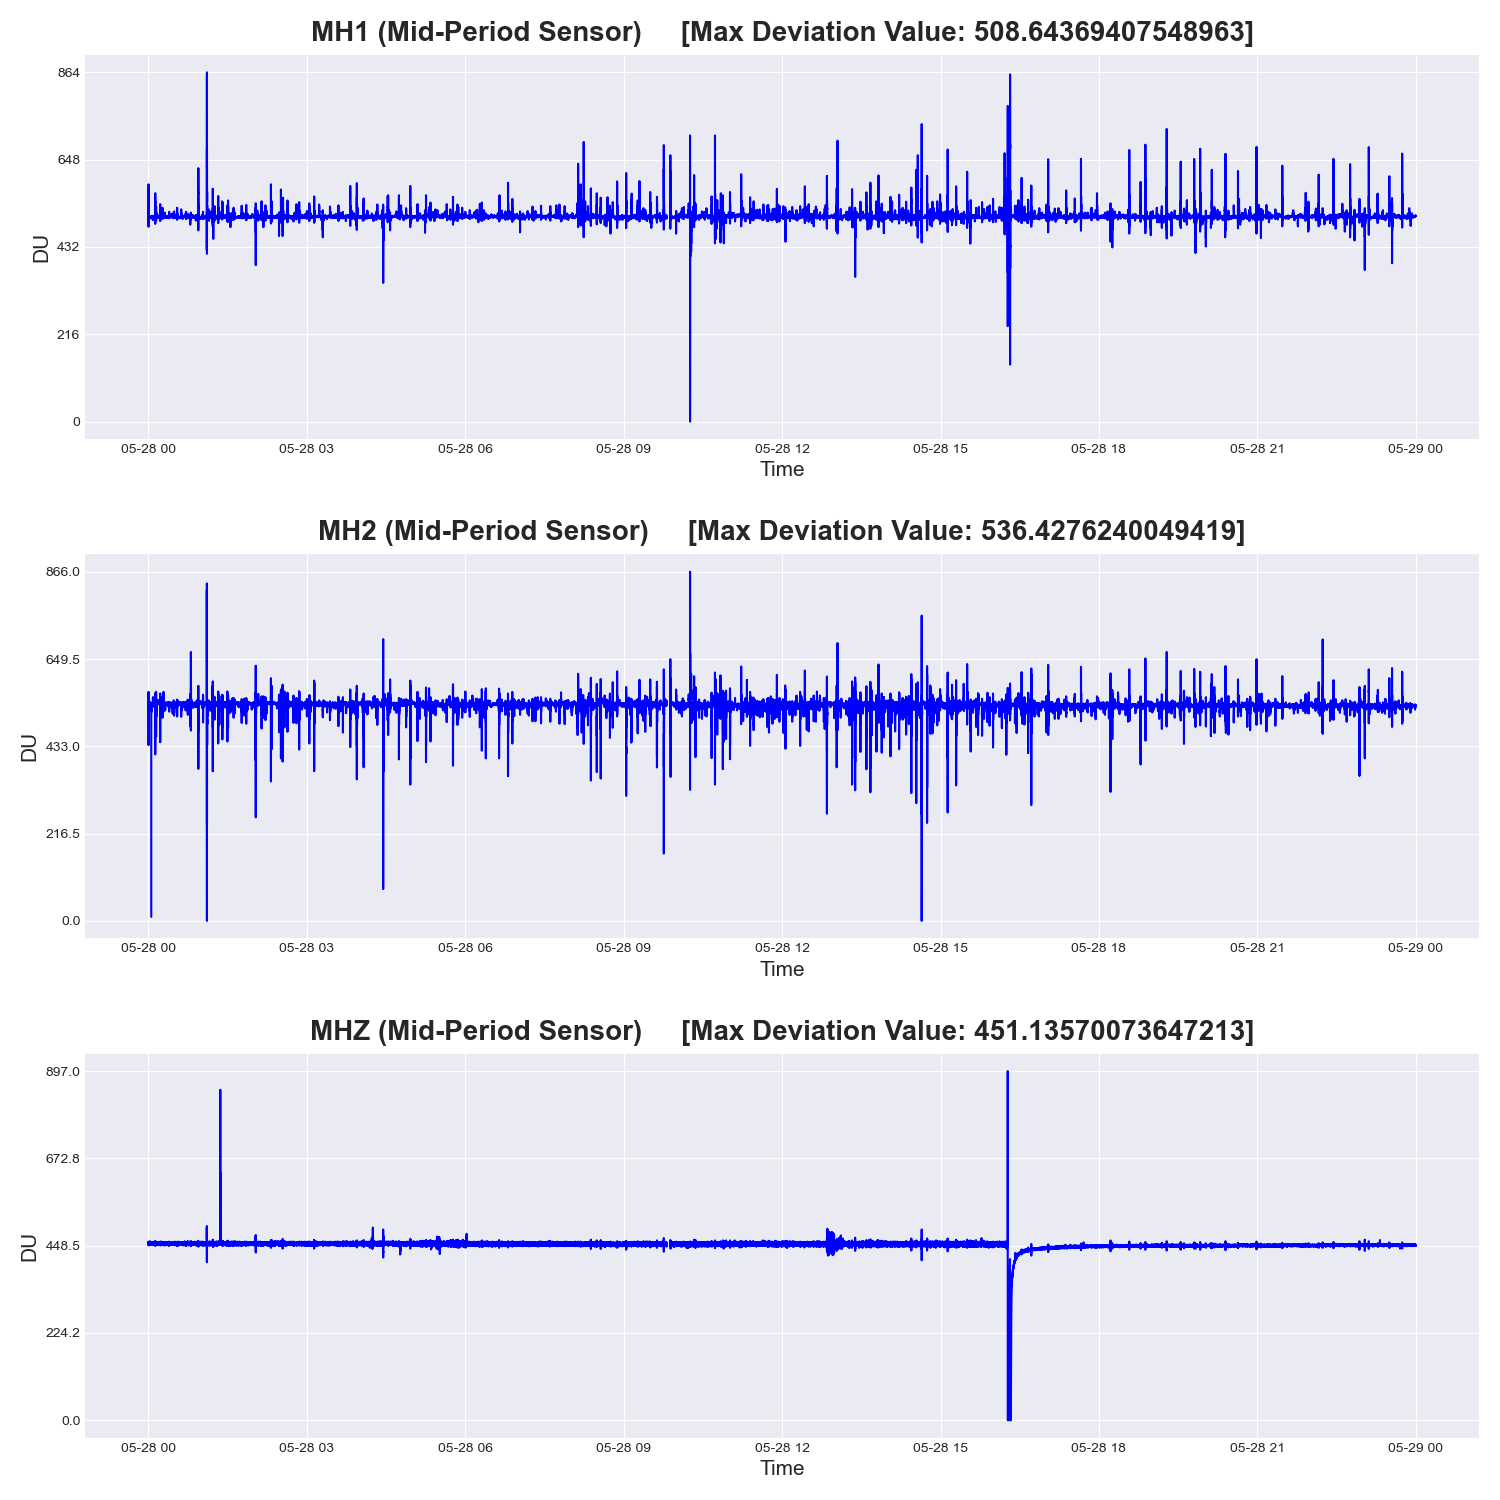 MH1 (Mid-Period Sensor) [Max Deviation Value: 508.64369407548963]
864
648
432
216
0
DU
05-28 00 05-28 03 05-28 06 05-28 09 05-28 12 05-28 15 05-28 18 05-28 21 05-29 00
Time
MH2 (Mid-Period Sensor) [Max Deviation Value: 536.4276240049419]
866.0
649.5
433.0
216.5
0.0
DU
05-28 00 05-28 03 05-28 06 05-28 09 05-28 12 05-28 15 05-28 18 05-28 21 05-29 00
Time
MHZ (Mid-Period Sensor) [Max Deviation Value: 451.13570073647213]
897.0
672.8
448.5
224.2
0.0
DU
05-28 00 05-28 03 05-28 06 05-28 09 05-28 12 05-28 15 05-28 18 05-28 21 05-29 00
Time